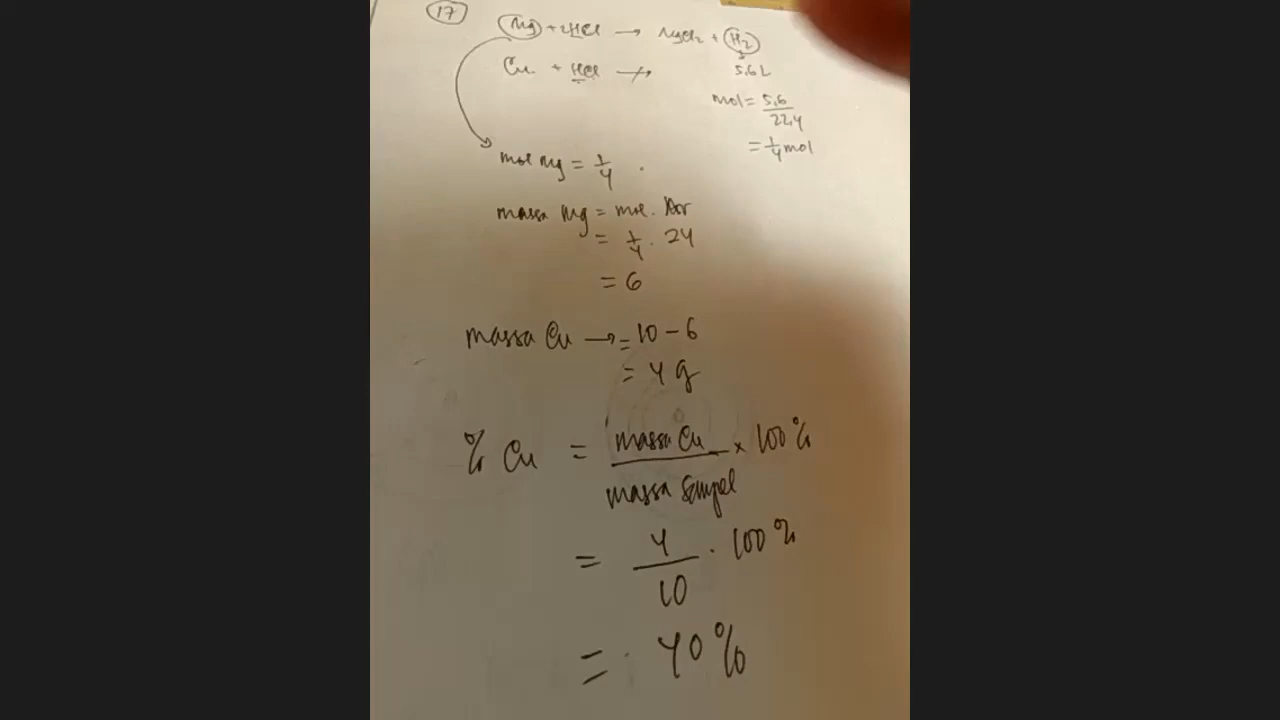 17
Mg + 2HCl → MgCl2 + H2
Cu + HCl ↛
5,6 L
mol = 5,6/22,4
= 1/4 mol
mol Mg = 1/4
massa Mg = mol . Ar
= 1/4 . 24
= 6
massa Cu → = 10 - 6
= 4 g
% Cu = massa Cu/massa Sampel × 100%
= 4/10 . 100%
= 40%